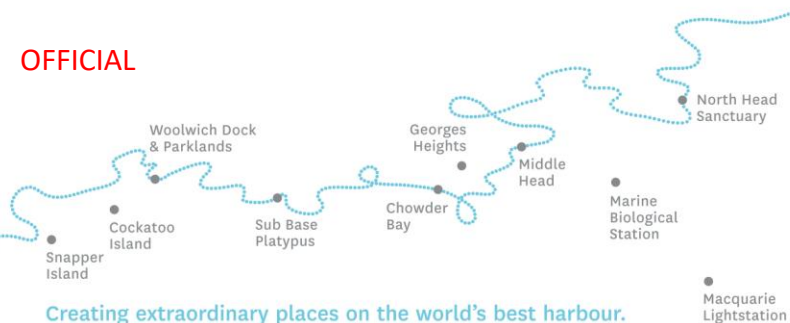 OFFICIAL
Woolwich Dock
& Parklands
Georges
Heights
North Head
Sanctuary
Middle
Head
Cockatoo
Island
Sub Base
Platypus
Chowder
Bay
Marine
Biological
Station
Snapper
Island
Macquarie
Lightstation
Creating extraordinary places on the world's best harbour.